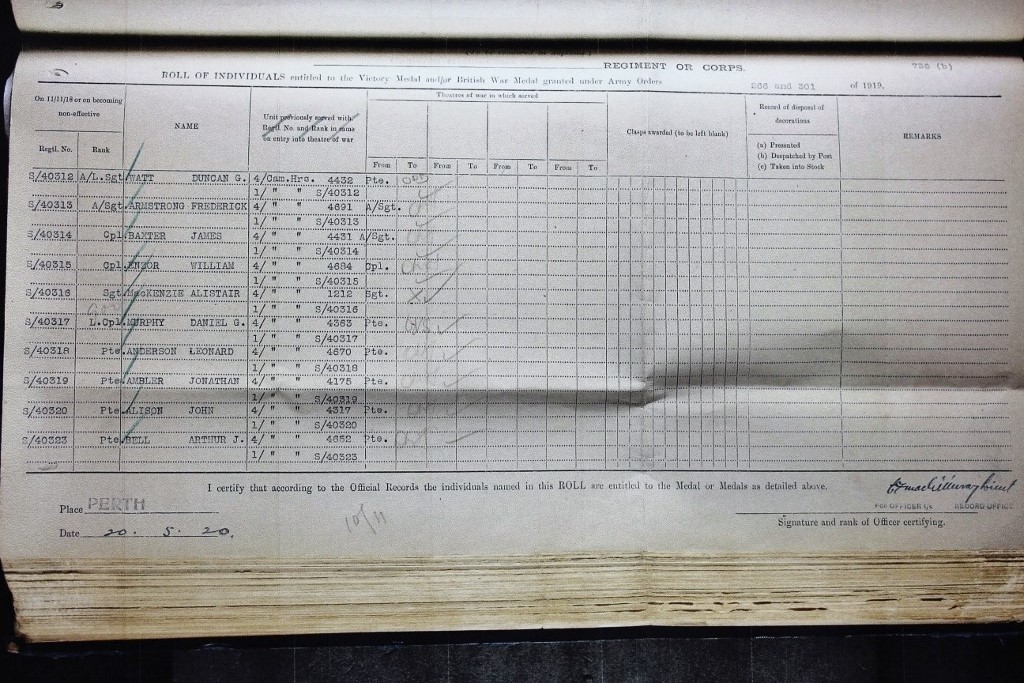 REGIMENT OR CORPS. 738 (b)
ROLL OF INDIVIDUALS entitled to the Victory Medal and/or British War Medal granted under Army Orders 266 and 301 of 1919.
On 11/11/18 or on becoming non-effective
Regtl. No. Rank
NAME
Unit previously served with.
Regtl. No. and Rank in same
on entry into theatre of war
Theatres of war in which served
From To From To From To From To
Clasps awarded (to be left blank)
Record of disposal of decorations
(a) Presented
(b) Despatched by Post
(c) Taken into Stock
REMARKS
S/40312 A/L.Sgt. WATT DUNCAN G. 4/Cam.Hrs. 4432 Pte.
1/ " " S/40312
S/40313 A/Sgt. ARMSTRONG FREDERICK 4/ " " 4691 A/Sgt.
1/ " " S/40313
S/40314 Cpl. BAXTER JAMES 4/ " " 4431 A/Sgt.
1/ " " S/40314
S/40315 Cpl. ENZOR WILLIAM 4/ " " 4684 Cpl.
1/ " " S/40315
S/40316 Sgt. MacKENZIE ALISTAIR 4/ " " 1212 Sgt.
1/ " " S/40316
S/40317 L.Cpl. MURPHY DANIEL G. 4/ " " 4363 Pte.
1/ " " S/40317
S/40318 Pte. ANDERSON LEONARD 4/ " " 4670 Pte.
1/ " " S/40318
S/40319 Pte. AMBLER JONATHAN 4/ " " 4175 Pte.
1/ " " S/40319
S/40320 Pte. ALISON JOHN 4/ " " 4317 Pte.
1/ " " S/40320
S/40323 Pte. BELL ARTHUR J. 4/ " " 4652 Pte.
1/ " " S/40323
I certify that according to the Official Records the individuals named in this ROLL are entitled to the Medal or Medals as detailed above.
Place PERTH
FOR OFFICER I/c RECORD OFFICE
10/11
Signature and rank of Officer certifying.
Date 20. 5. 20.